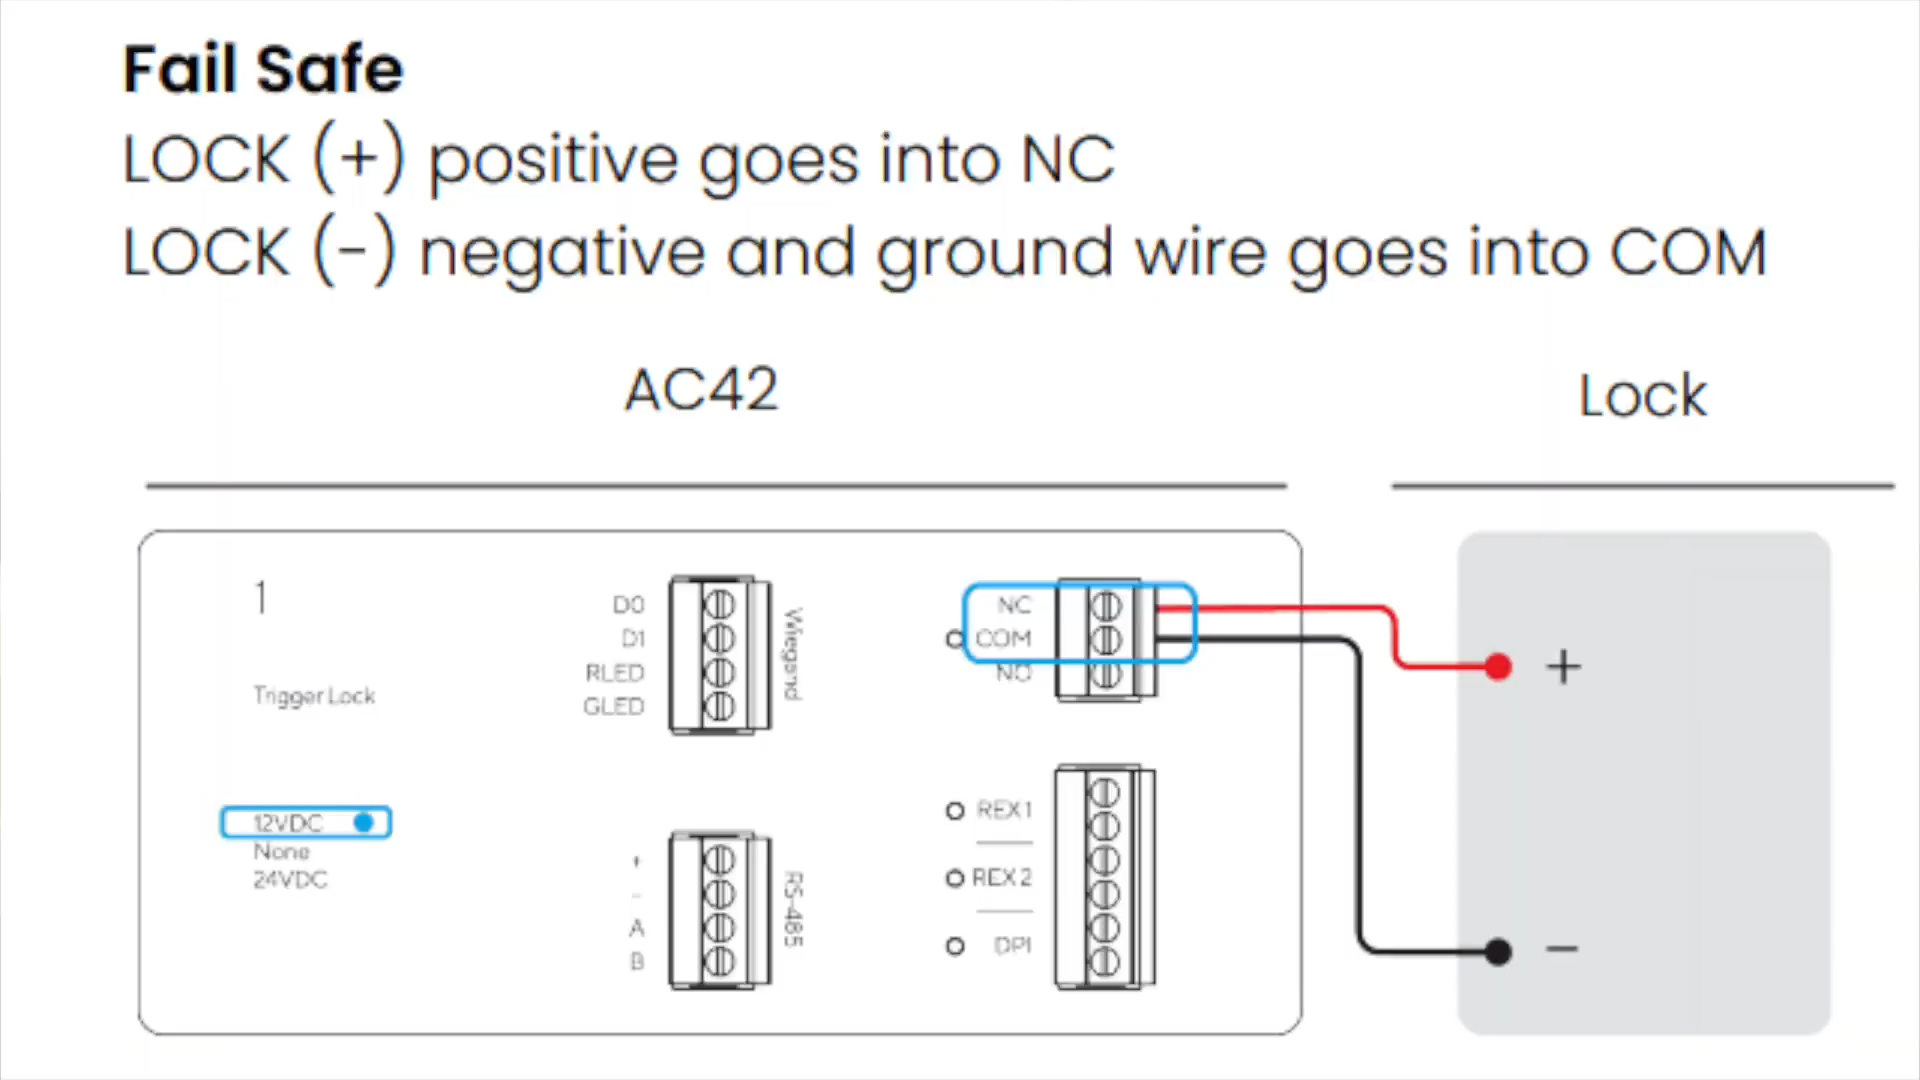 Fail Safe
LOCK (+) positive goes into NC
LOCK (-) negative and ground wire goes into COM
AC42
Lock
1
Trigger Lock
12VDC
None
24VDC
D0
D1
RLED
GLED
Wiegand
+
-
A
B
RS-485
NC
COM
NO
REX 1
REX 2
DPI
+
−